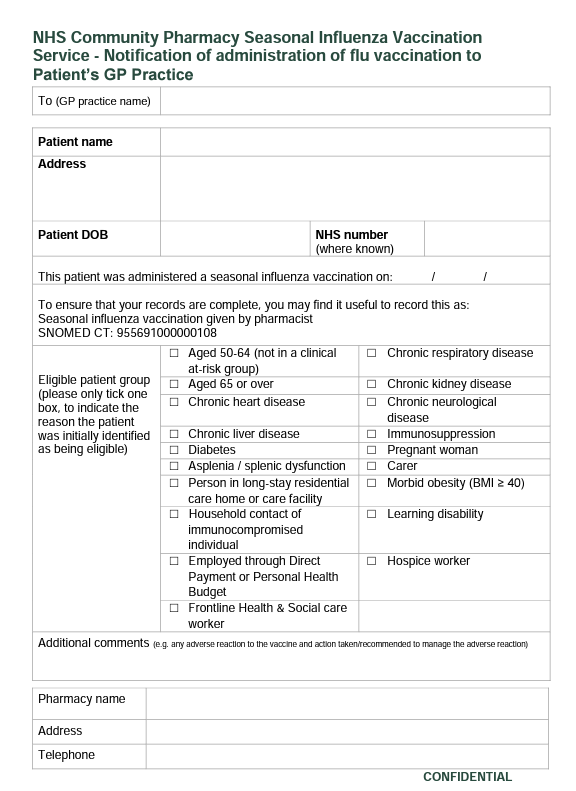 NHS Community Pharmacy Seasonal Influenza Vaccination
Service - Notification of administration of flu vaccination to
Patient's GP Practice
To (GP practice name)
Patient name
Address
Patient DOB
NHS number
(where known)
This patient was administered a seasonal influenza vaccination on: / /
To ensure that your records are complete, you may find it useful to record this as:
Seasonal influenza vaccination given by pharmacist
SNOMED CT: 955691000000108
Eligible patient group
(please only tick one
box, to indicate the
reason the patient
was initially identified
as being eligible)
☐ Aged 50-64 (not in a clinical
at-risk group)
☐ Chronic respiratory disease
☐ Aged 65 or over
☐ Chronic kidney disease
☐ Chronic heart disease
☐ Chronic neurological
disease
☐ Chronic liver disease
☐ Immunosuppression
☐ Diabetes
☐ Pregnant woman
☐ Asplenia / splenic dysfunction
☐ Carer
☐ Person in long-stay residential
care home or care facility
☐ Morbid obesity (BMI ≥ 40)
☐ Household contact of
immunocompromised
individual
☐ Learning disability
☐ Employed through Direct
Payment or Personal Health
Budget
☐ Hospice worker
☐ Frontline Health & Social care
worker
Additional comments (e.g. any adverse reaction to the vaccine and action taken/recommended to manage the adverse reaction)
Pharmacy name
Address
Telephone
CONFIDENTIAL